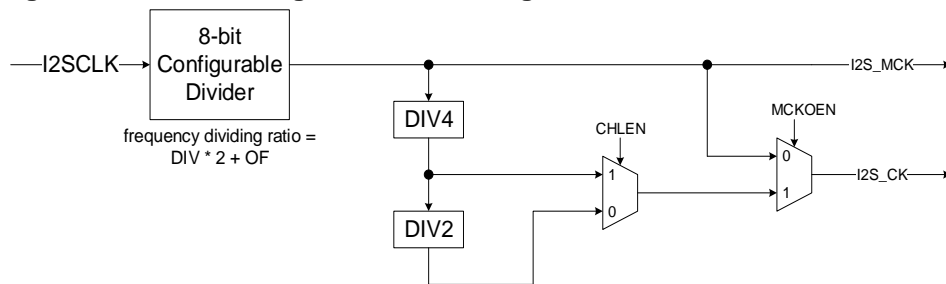 8-bit
Configurable
Divider
I2SCLK
I2S_MCK
frequency dividing ratio =
DIV * 2 + OF
DIV4
CHLEN
MCKOEN
0
1
1
0
I2S_CK
DIV2